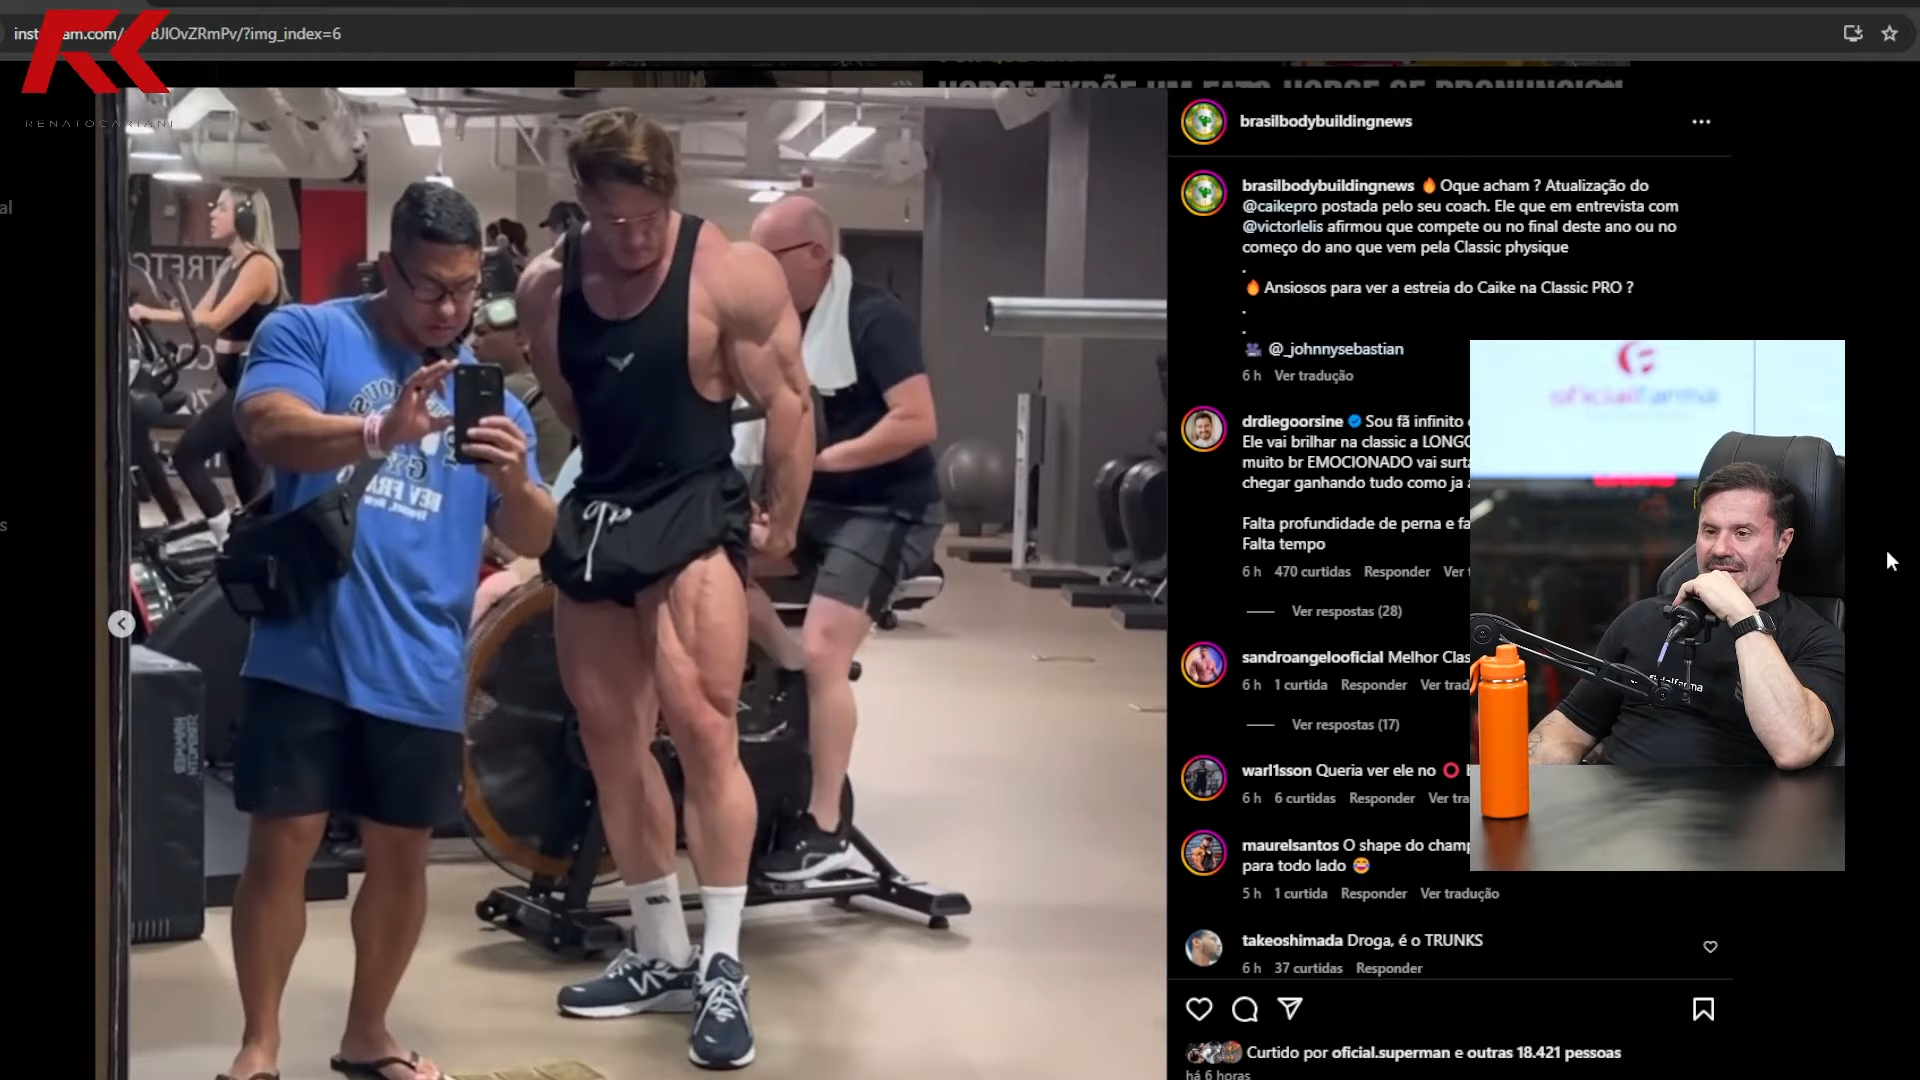 RENATOCARIANI
brasilbodybuildingnews
brasilbodybuildingnews 🔥Oque acham ? Atualização do
@caikepro postada pelo seu coach. Ele que em entrevista com
@victorlelis afirmou que compete ou no final deste ano ou no
começo do ano que vem pela Classic physique
.
🔥 Ansiosos para ver a estreia do Caike na Classic PRO ?
.
.
🎥 @_johnnysebastian
6 h Ver tradução
drdiegoorsine Sou fã infinito
Ele vai brilhar na classic a LONGO
muito br EMOCIONADO vai
chegar ganhando tudo como ja
Falta profundidade de perna e
Falta tempo
6 h 470 curtidas Responder
Ver respostas (28)
sandroangelooficial Melhor
6 h 1 curtida Responder Ver
Ver respostas (17)
warl1sson Queria ver ele no ⭕
6 h 6 curtidas Responder Ver
maurelsantos O shape do
para todo lado 😂
5 h 1 curtida Responder Ver tradução
takeoshimada Droga, é o TRUNKS
6 h 37 curtidas Responder
Curtido por oficial.superman e outras 18.421 pessoas
há 6 horas
oficialfarma